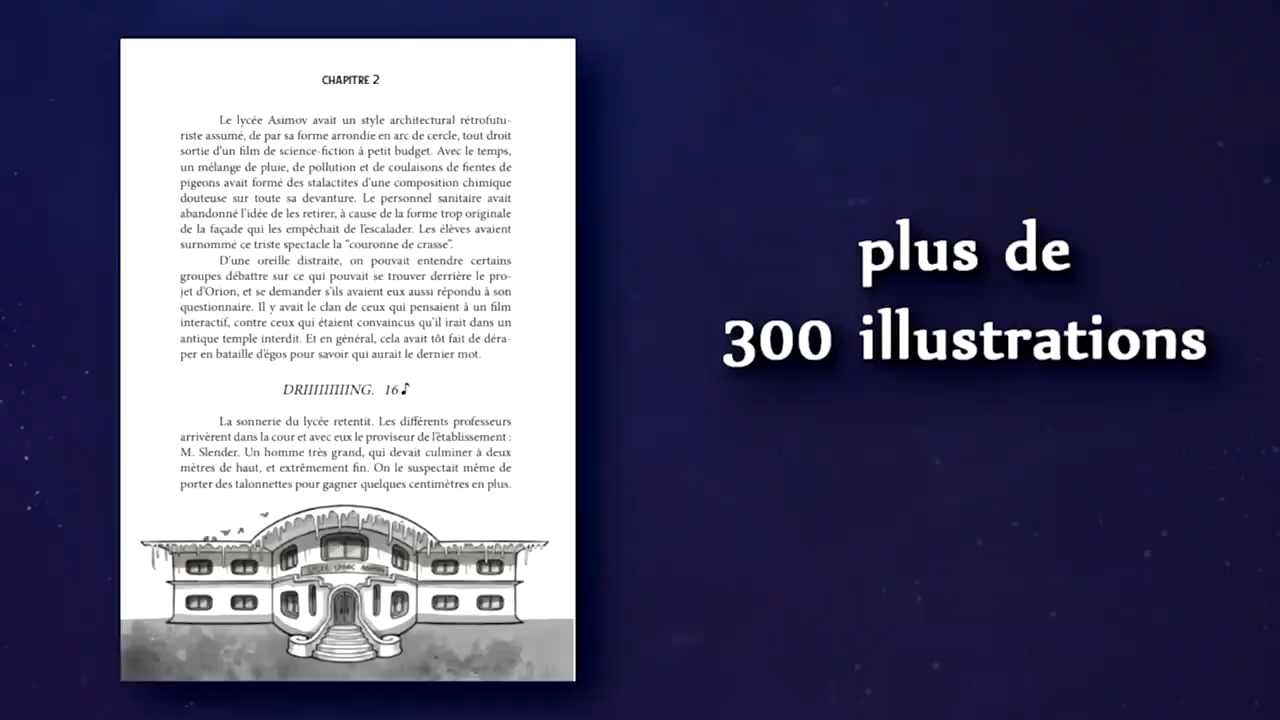 CHAPITRE 2
Le lycée Asimov avait un style architectural rétrofutu-
riste assumé, de par sa forme arrondie en arc de cercle, tout droit
sortie d'un film de science-fiction à petit budget. Avec le temps,
un mélange de pluie, de pollution et de coulaisons de fientes de
pigeons avait formé des stalactites d'une composition chimique
douteuse sur toute sa devanture. Le personnel sanitaire avait
abandonné l'idée de les retirer, à cause de la forme trop originale
de la façade qui les empêchait de l'escalader. Les élèves avaient
surnommé ce triste spectacle la "couronne de crasse".
D'une oreille distraite, on pouvait entendre certains
groupes débattre sur ce qui pouvait se trouver derrière le pro-
jet d'Orion, et se demander s'ils avaient eux aussi répondu à son
questionnaire. Il y avait le clan de ceux qui pensaient à un film
interactif, contre ceux qui étaient convaincus qu'il irait dans un
antique temple interdit. Et en général, cela avait tôt fait de déra-
per en bataille d'égos pour savoir qui aurait le dernier mot.
DRIIIIIIIIING. 16♪
La sonnerie du lycée retentit. Les différents professeurs
arrivèrent dans la cour et avec eux le proviseur de l'établissement :
M. Slender. Un homme très grand, qui devait culminer à deux
mètres de haut, et extrêmement fin. On le suspectait même de
porter des talonnettes pour gagner quelques centimètres en plus.
LYCÉE ISAAC ASIMOV
plus de
300 illustrations